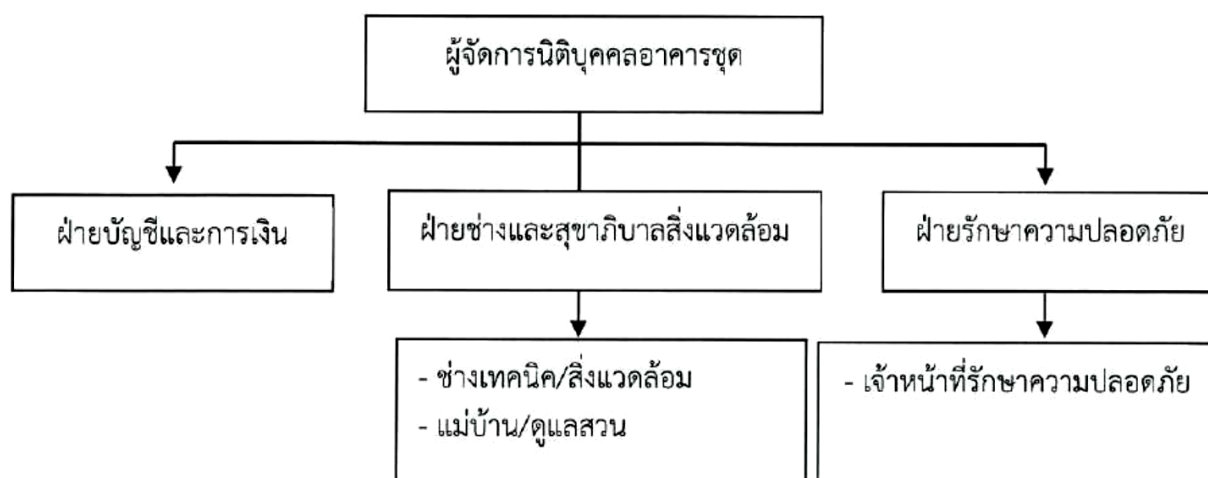 ผู้จัดการนิติบุคคลอาคารชุด
ฝ่ายบัญชีและการเงิน
ฝ่ายช่างและสุขาภิบาลสิ่งแวดล้อม
ฝ่ายรักษาความปลอดภัย
- ช่างเทคนิค/สิ่งแวดล้อม
- แม่บ้าน/ดูแลสวน
- เจ้าหน้าที่รักษาความปลอดภัย